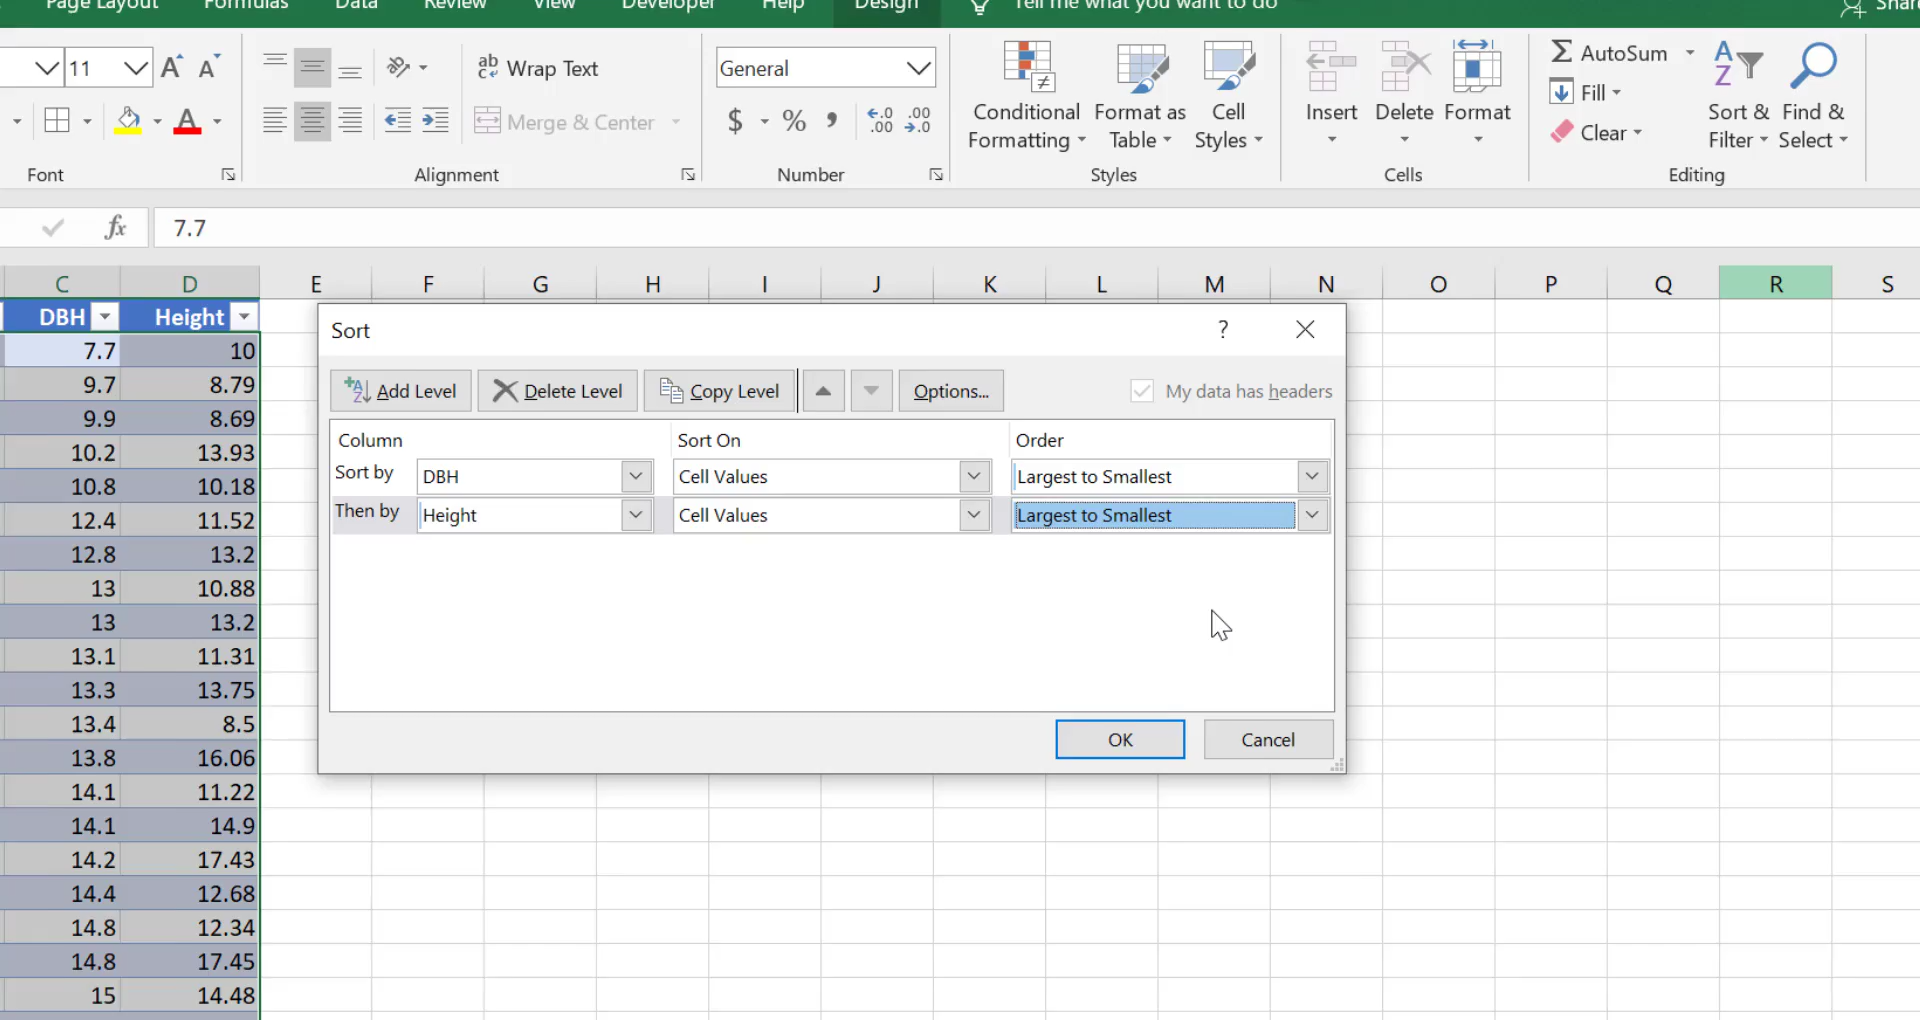 Page Layout Formulas Data Review View Developer Help Design Tell me what you want to do Share
11 A A ab Wrap Text General Conditional Formatting Format as Table Cell Styles Insert Delete Format Σ AutoSum Sort & Filter Find & Select
A Merge & Center $ % , .00 .00 Fill
Clear
Font Alignment Number Styles Cells Editing
fx 7.7
C D E F G H I J K L M N O P Q R S
DBH Height
7.7 10
9.7 8.79
9.9 8.69
10.2 13.93
10.8 10.18
12.4 11.52
12.8 13.2
13 10.88
13 13.2
13.1 11.31
13.3 13.75
13.4 8.5
13.8 16.06
14.1 11.22
14.1 14.9
14.2 17.43
14.4 12.68
14.8 12.34
14.8 17.45
15 14.48
Sort ?
Add Level Delete Level Copy Level Options... My data has headers
Column Sort On Order
Sort by DBH Cell Values Largest to Smallest
Then by Height Cell Values Largest to Smallest
OK Cancel